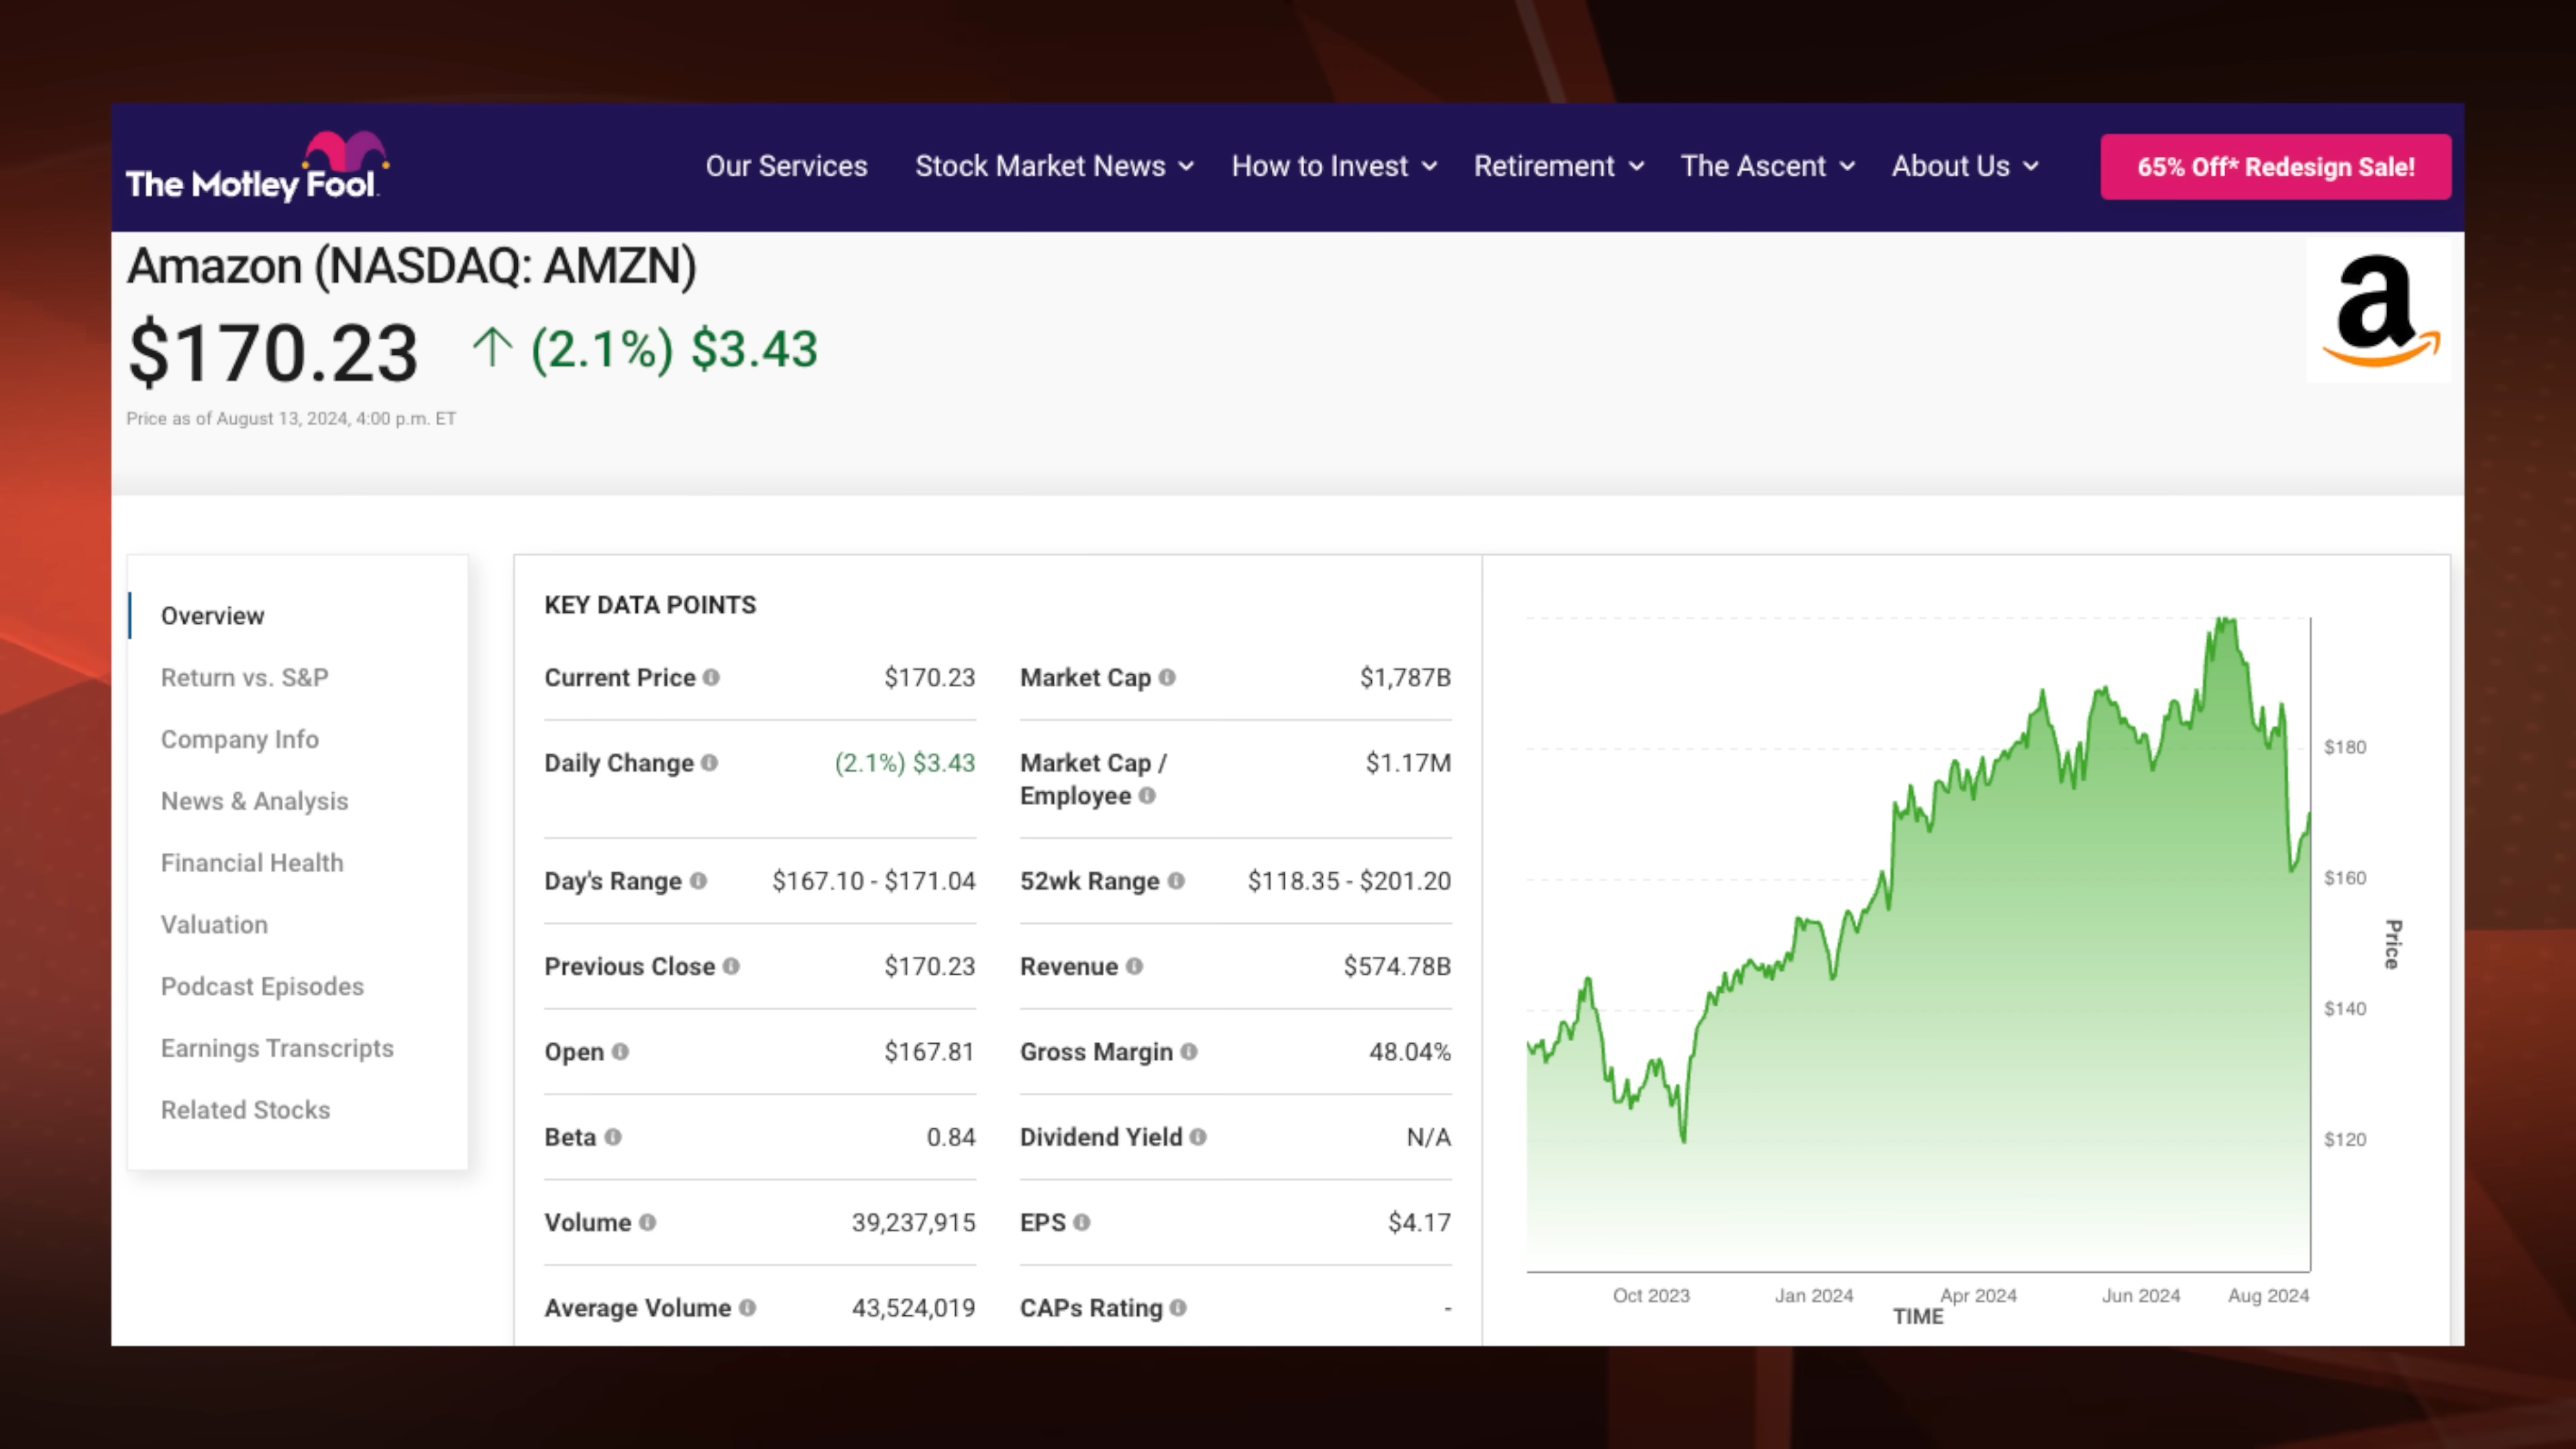 The Motley Fool
Our Services
Stock Market News
How to Invest
Retirement
The Ascent
About Us
65% Off* Redesign Sale!
Amazon (NASDAQ: AMZN)
$170.23 ↑ (2.1%) $3.43
Price as of August 13, 2024, 4:00 p.m. ET
a
Overview
Return vs. S&P
Company Info
News & Analysis
Financial Health
Valuation
Podcast Episodes
Earnings Transcripts
Related Stocks
KEY DATA POINTS
Current Price $170.23
Daily Change (2.1%) $3.43
Day's Range $167.10 - $171.04
Previous Close $170.23
Open $167.81
Beta 0.84
Volume 39,237,915
Average Volume 43,524,019
Market Cap $1,787B
Market Cap / $1.17M
Employee
52wk Range $118.35 - $201.20
Revenue $574.78B
Gross Margin 48.04%
Dividend Yield N/A
EPS $4.17
CAPs Rating -
$180
$160
$140
$120
Price
Oct 2023
Jan 2024
Apr 2024
Jun 2024
Aug 2024
TIME